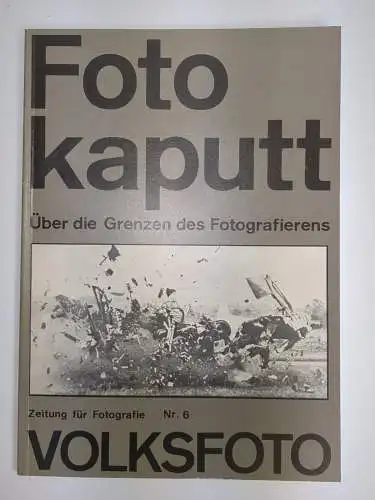 Foto
kaputt
Über die Grenzen des Fotografierens
Zeitung für Fotografie Nr. 6
VOLKSFOTO